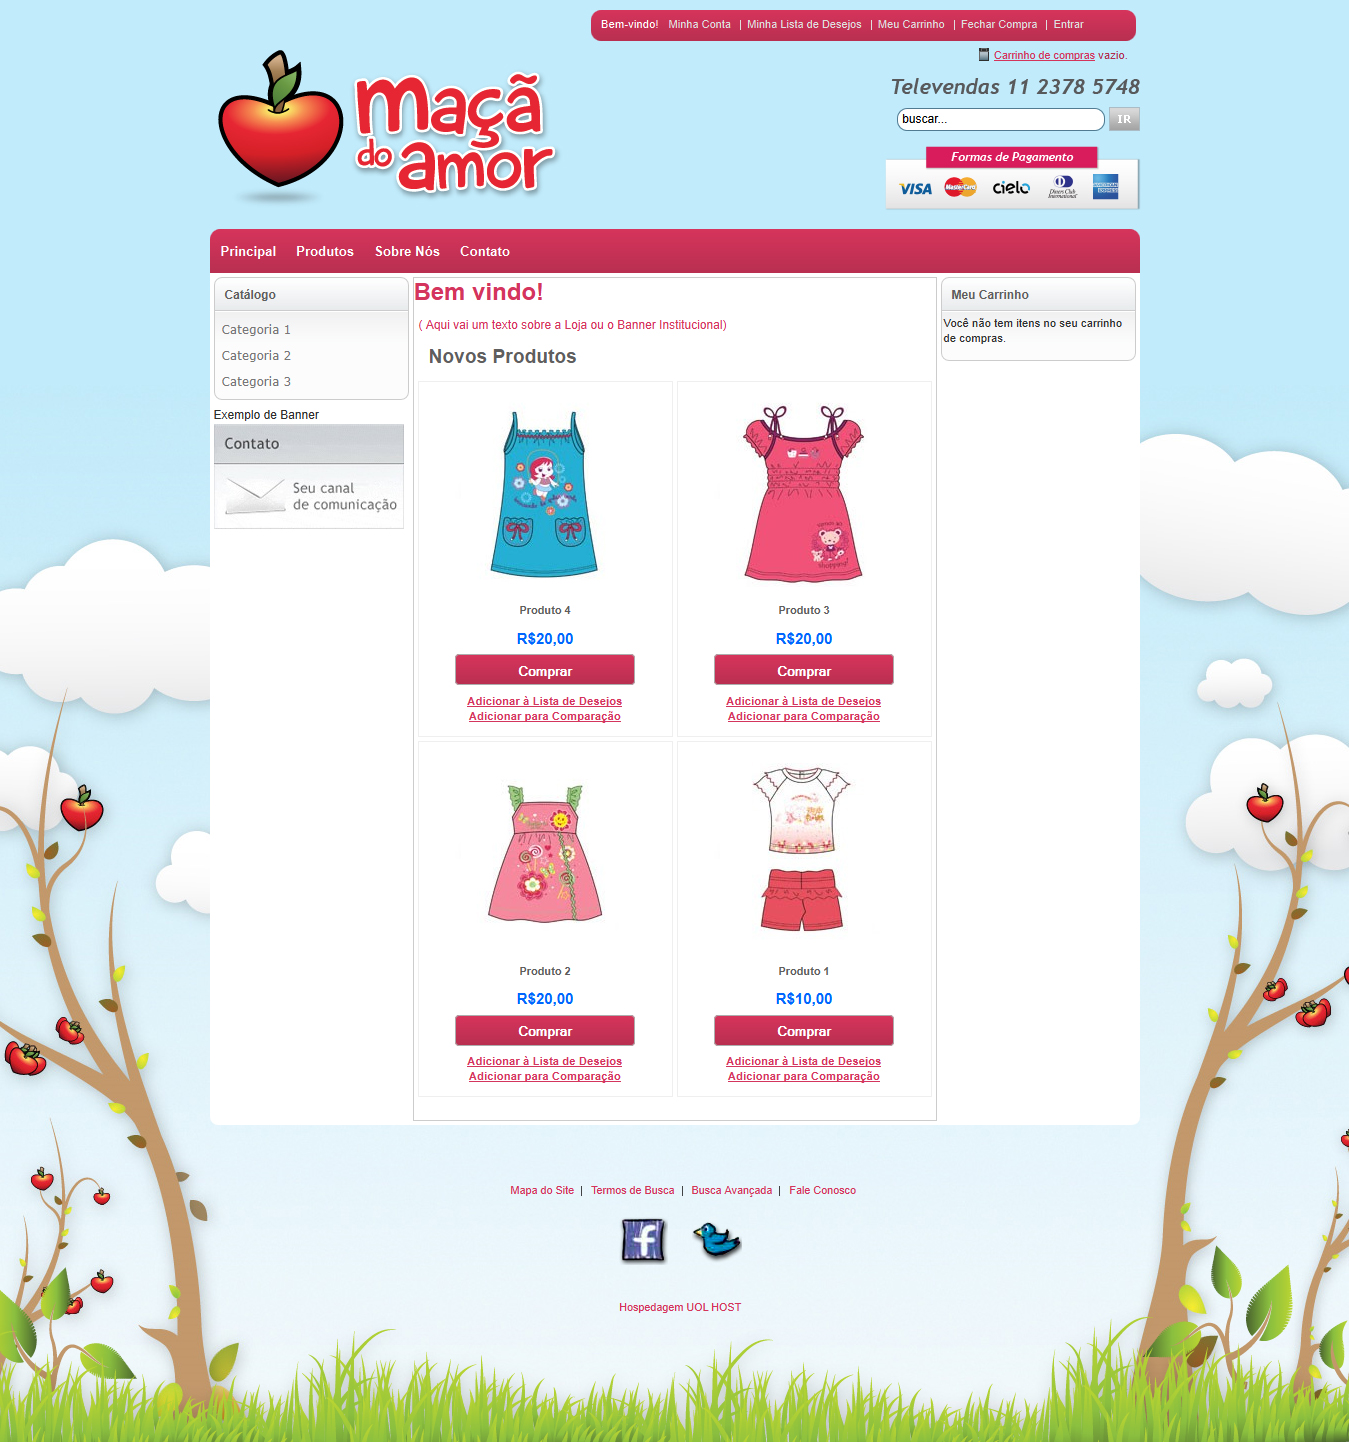 Bem-vindo! Minha Conta | Minha Lista de Desejos | Meu Carrinho | Fechar Compra | Entrar
Carrinho de compras vazio.
maçã
do amor
Televendas 11 2378 5748
buscar... IR
Formas de Pagamento
VISA MasterCard cielo Diners Club International AMERICAN EXPRESS
Principal Produtos Sobre Nós Contato
Catálogo
Categoria 1
Categoria 2
Categoria 3
Exemplo de Banner
Contato
Seu canal
de comunicação
Bem vindo!
( Aqui vai um texto sobre a Loja ou o Banner Institucional)
Novos Produtos
shopping!
Produto 4
R$20,00
Comprar
Adicionar à Lista de Desejos
Adicionar para Comparação
Produto 3
R$20,00
Comprar
Adicionar à Lista de Desejos
Adicionar para Comparação
Produto 2
R$20,00
Comprar
Adicionar à Lista de Desejos
Adicionar para Comparação
Produto 1
R$10,00
Comprar
Adicionar à Lista de Desejos
Adicionar para Comparação
Meu Carrinho
Você não tem itens no seu carrinho
de compras.
Mapa do Site | Termos de Busca | Busca Avançada | Fale Conosco
f
Hospedagem UOL HOST